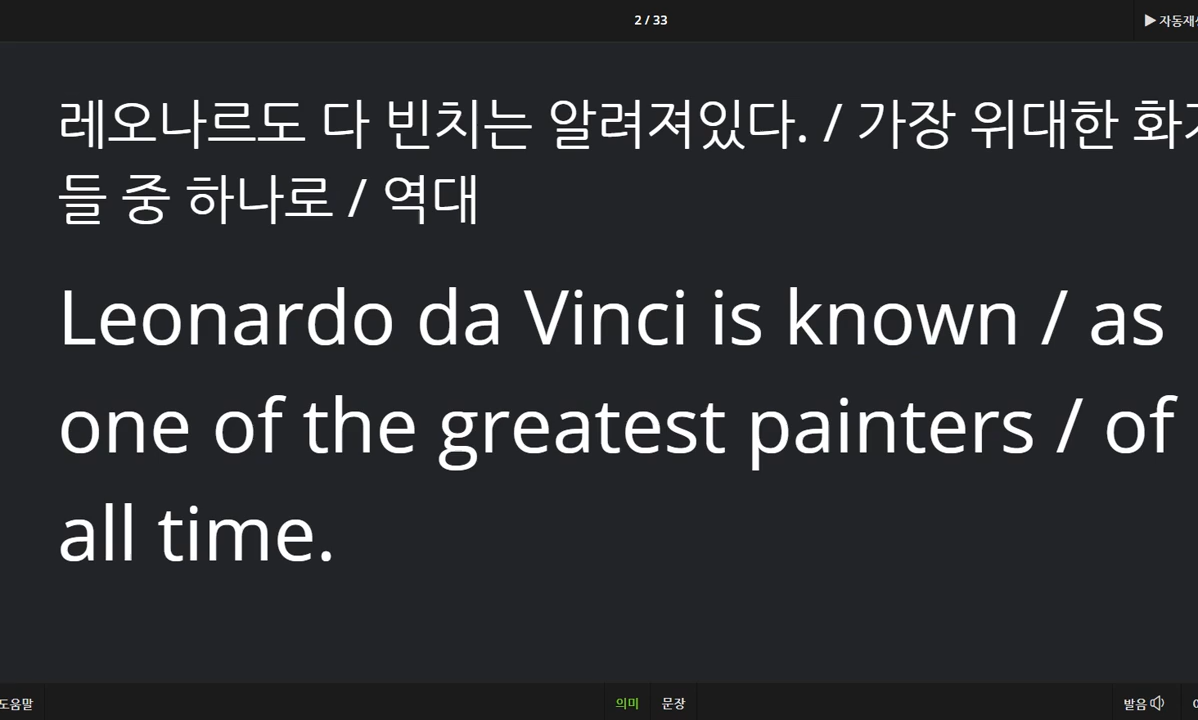 2 / 33
▶ 자동재
레오나르도 다 빈치는 알려져있다. / 가장 위대한
들 중 하나로 / 역대
Leonardo da Vinci is known / as
one of the greatest painters / of
all time.
도움말
의미 문장
발음